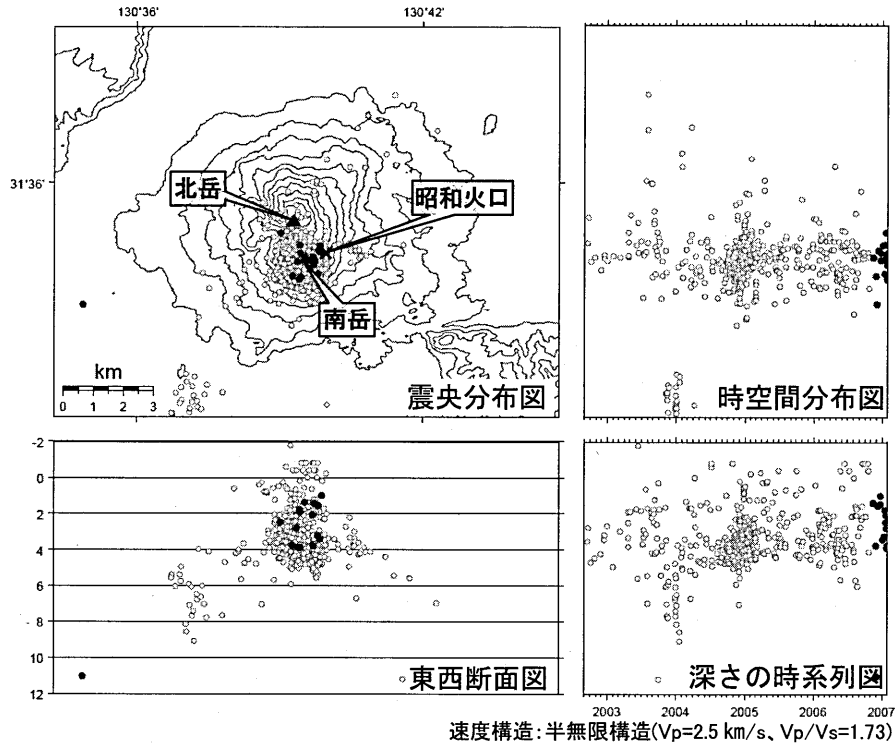 130°36′ 130°42′
31°36′
北岳
昭和火口
南岳
km
0 1 2 3
震央分布図
時空間分布図
-2
0
2
4
6
8
10
12
東西断面図
深さの時系列図
2003 2004 2005 2006 2007
速度構造：半無限構造(Vp=2.5 km/s、Vp/Vs=1.73)